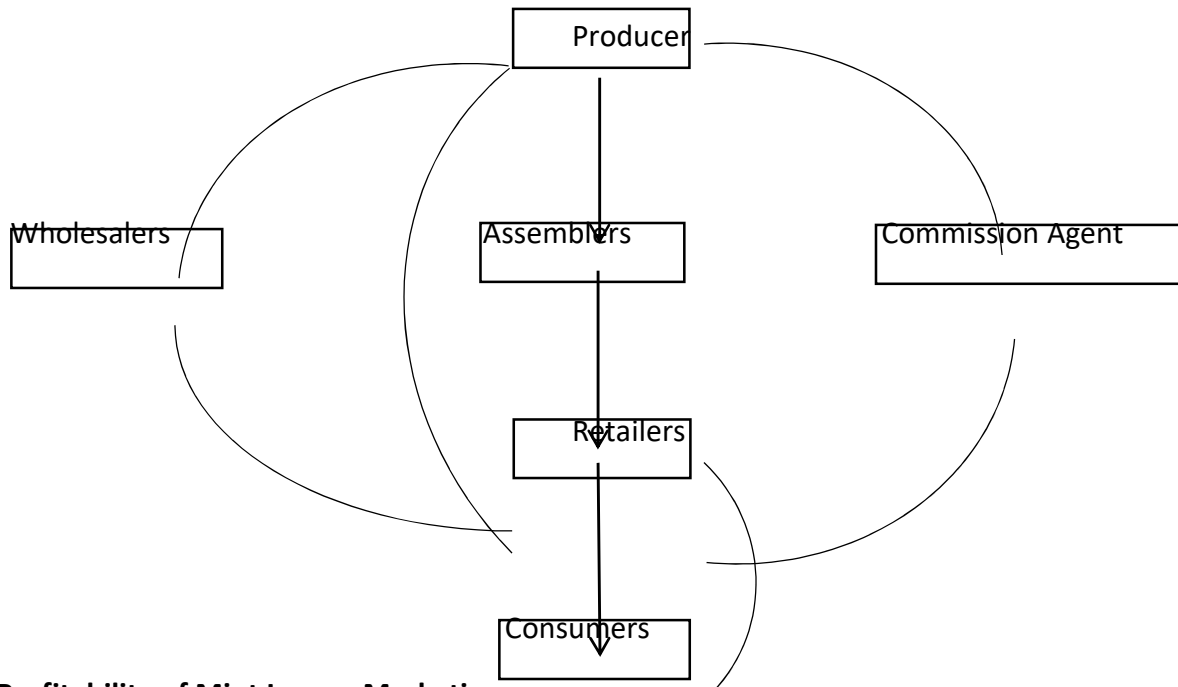 Producer
Wholesalers
Assemblers
Commission Agent
Retailers
Consumers